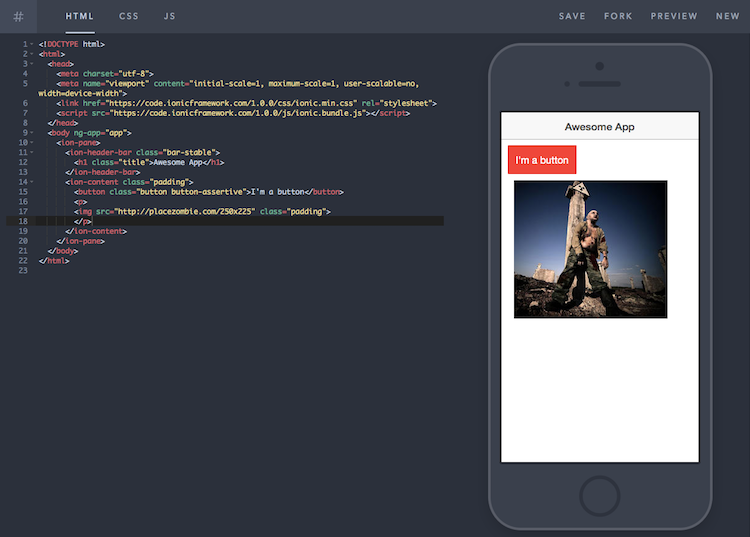 # HTML CSS JS SAVE FORK PREVIEW NEW
1 <!DOCTYPE html>
2 <html>
3 <head>
4 <meta charset="utf-8">
5 <meta name="viewport" content="initial-scale=1, maximum-scale=1, user-scalable=no,
width=device-width">
6 <link href="https://code.ionicframework.com/1.0.0/css/ionic.min.css" rel="stylesheet">
7 <script src="https://code.ionicframework.com/1.0.0/js/ionic.bundle.js"></script>
8 </head>
9 <body ng-app="app">
10 <ion-pane>
11 <ion-header-bar class="bar-stable">
12 <h1 class="title">Awesome App</h1>
13 </ion-header-bar>
14 <ion-content class="padding">
15 <button class="button button-assertive">I'm a button</button>
16 <p>
17 <img src="http://placezombie.com/250x225" class="padding">
18 </p>
19 </ion-content>
20 </ion-pane>
21 </body>
22 </html>
23
Awesome App
I'm a button